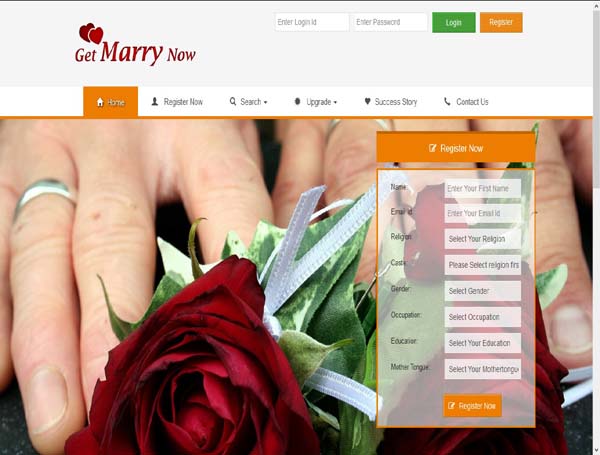 Enter Login Id
Enter Password
Login
Register
Get Marry Now
Home
Register Now
Search
Upgrade
Success Story
Contact Us
Register Now
Name:
Enter Your First Name
Email id:
Enter Your Email Id
Religion:
Select Your Religion
Caste:
Please Select religion firs
Gender:
Select Gender
Occupation:
Select Occupation
Education:
Select Your Education
Mother Tongue:
Select Your Mothertongue
Register Now